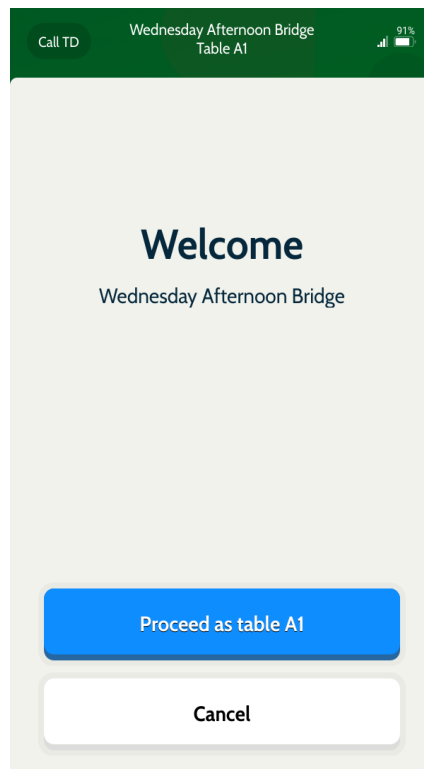 Call TD
Wednesday Afternoon Bridge
Table A1
91%
Welcome
Wednesday Afternoon Bridge
Proceed as table A1
Cancel